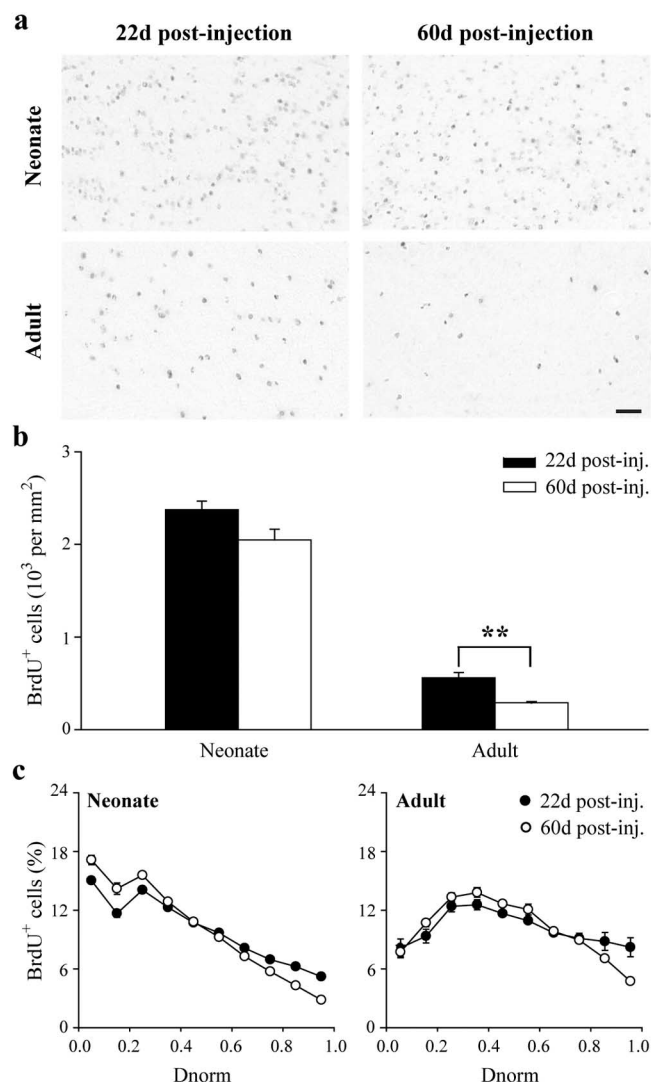 a
22d post-injection 60d post-injection
Neonate
Adult
b
BrdU+ cells (10³ per mm²)
3
2
1
0
22d post-inj.
60d post-inj.
**
Neonate Adult
c
BrdU+ cells (%)
Neonate
24
18
12
6
0
0.0 0.2 0.4 0.6 0.8 1.0
Dnorm
Adult
22d post-inj.
60d post-inj.
24
18
12
6
0
0.0 0.2 0.4 0.6 0.8 1.0
Dnorm